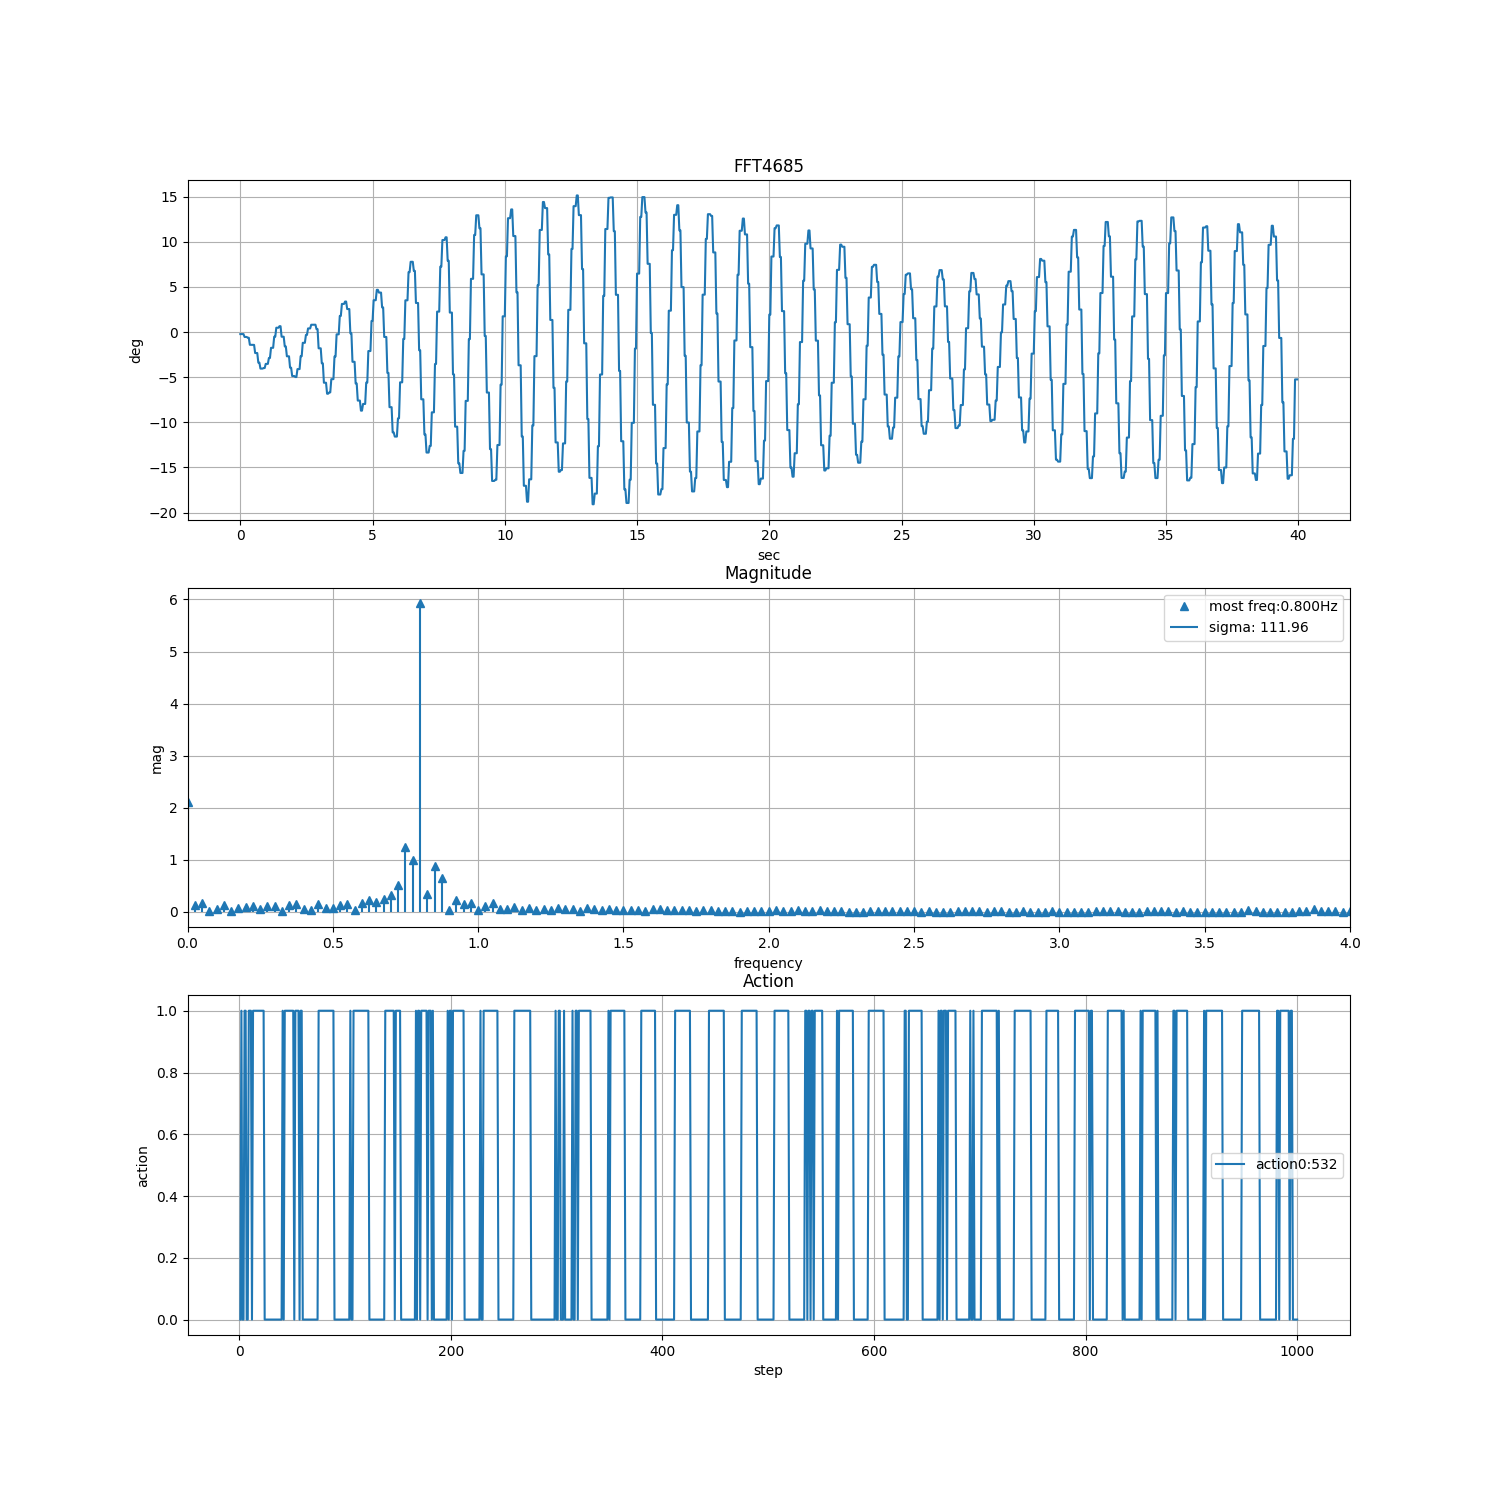 FFT4685
15
10
5
0
−5
−10
−15
−20
deg
0 5 10 15 20 25 30 35 40
sec
Magnitude
6
5
4
3
2
1
0
mag
most freq:0.800Hz
sigma: 111.96
0.0 0.5 1.0 1.5 2.0 2.5 3.0 3.5 4.0
frequency
Action
1.0
0.8
0.6
0.4
0.2
0.0
action
action0:532
0 200 400 600 800 1000
step